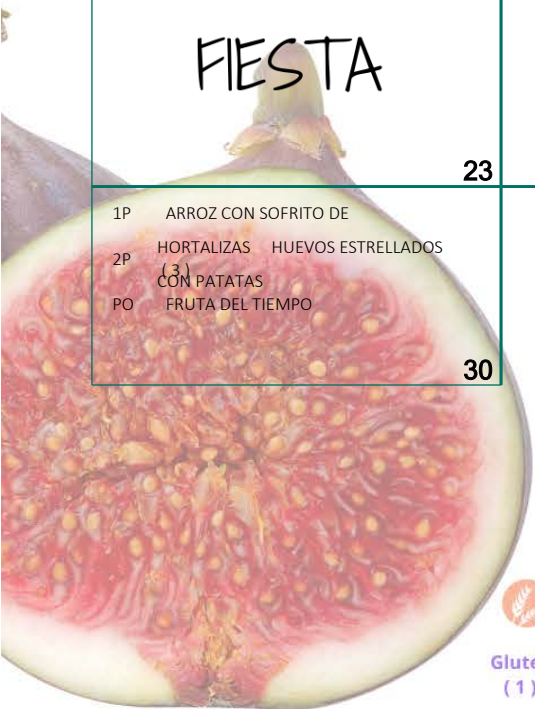 FIESTA
23
1P ARROZ CON SOFRITO DE
2P HORTALIZAS HUEVOS ESTRELLADOS
( 3 )
CON PATATAS
PO FRUTA DEL TIEMPO
30
( 1 )